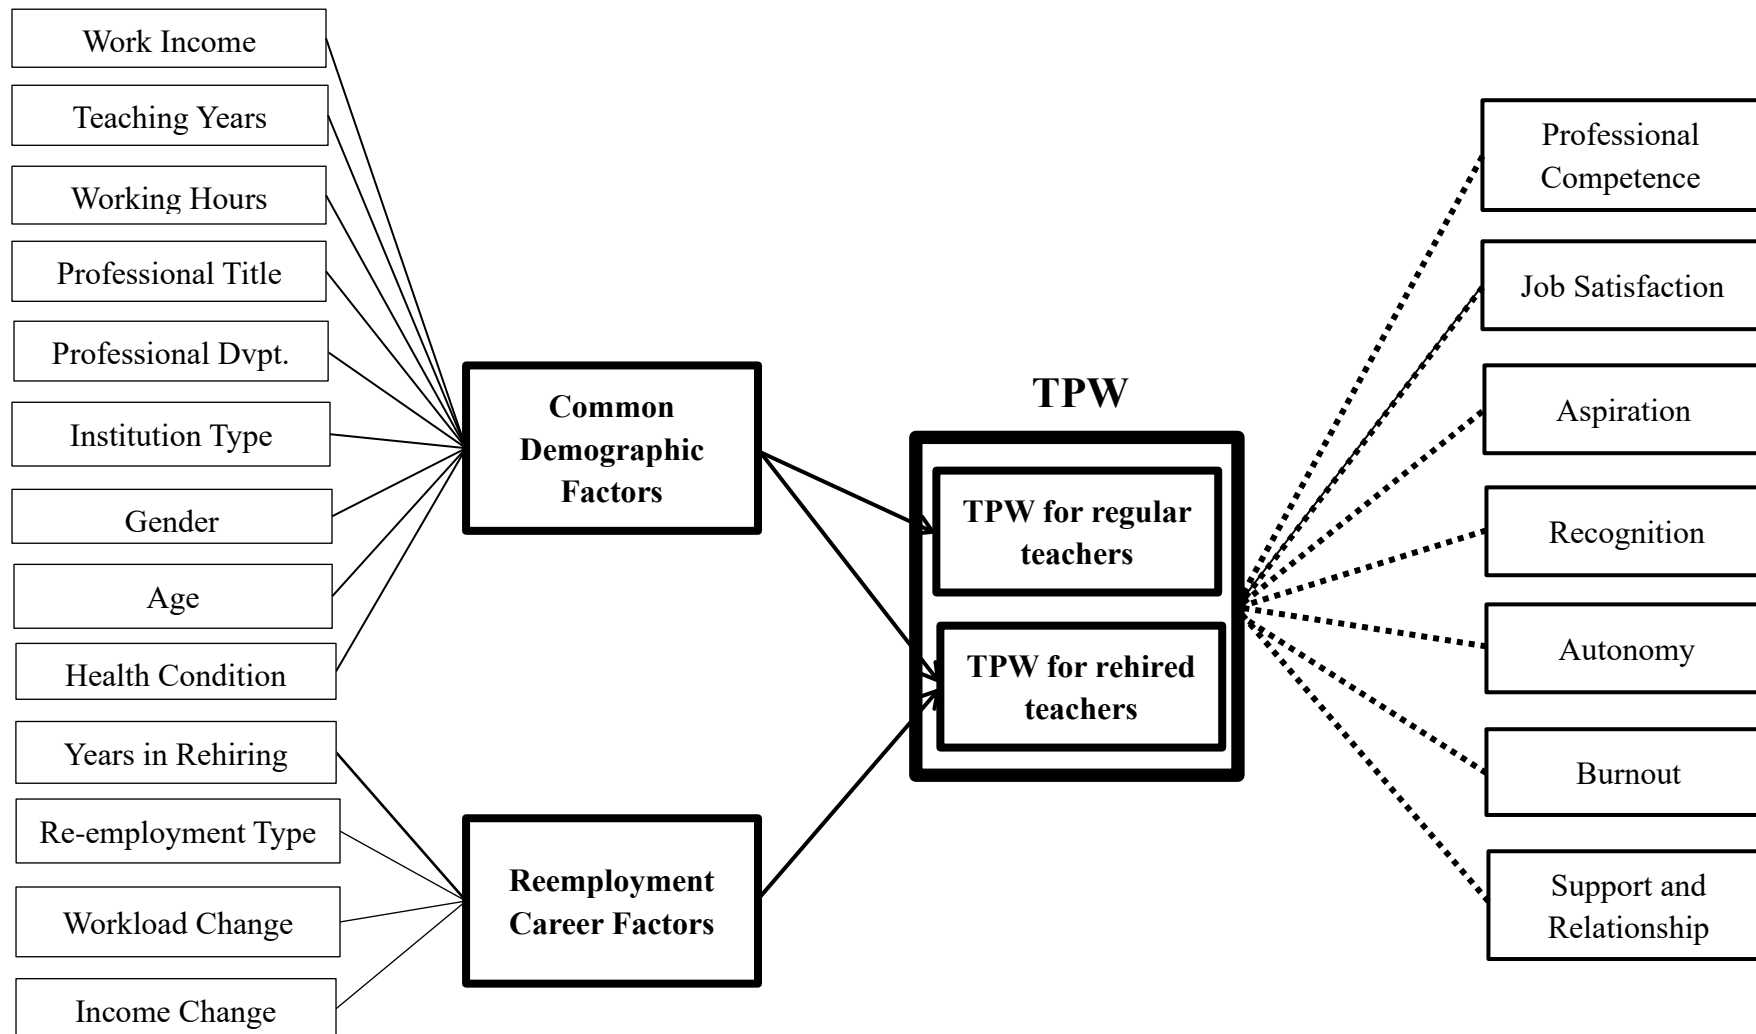 Work Income
Teaching Years
Working Hours
Professional Title
Professional Dvpt.
Institution Type
Gender
Age
Health Condition
Years in Rehiring
Re-employment Type
Workload Change
Income Change
Common
Demographic
Factors
Reemployment
Career Factors
TPW
TPW for regular
teachers
TPW for rehired
teachers
Professional
Competence
Job Satisfaction
Aspiration
Recognition
Autonomy
Burnout
Support and
Relationship